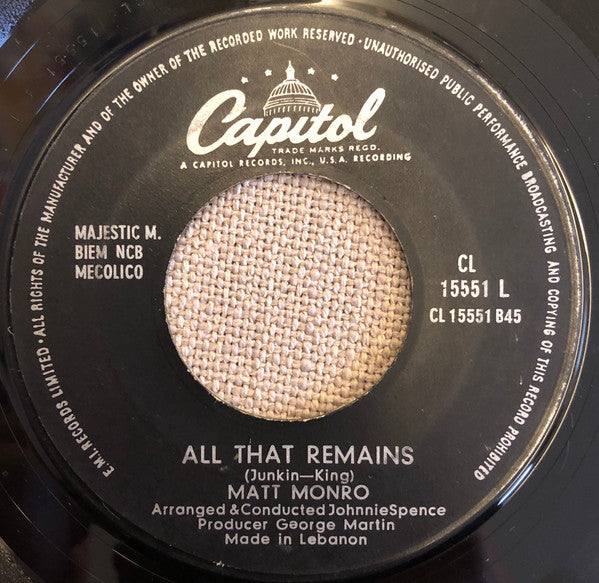 E.M.I. RECORDS LIMITED · ALL RIGHTS OF THE MANUFACTURER AND OF THE OWNER OF THE RECORDED WORK RESERVED · UNAUTHORISED PUBLIC PERFORMANCE BROADCASTING AND COPYING OF THIS RECORD PROHIBITED
Capitol
TRADE MARKS REGD.
A CAPITOL RECORDS, INC., U.S.A. RECORDING
MAJESTIC M.
BIEM NCB
MECOLICO
CL
15551 L
CL 15551 B45
ALL THAT REMAINS
(Junkin—King)
MATT MONRO
Arranged & Conducted JohnnieSpence
Producer George Martin
Made in Lebanon